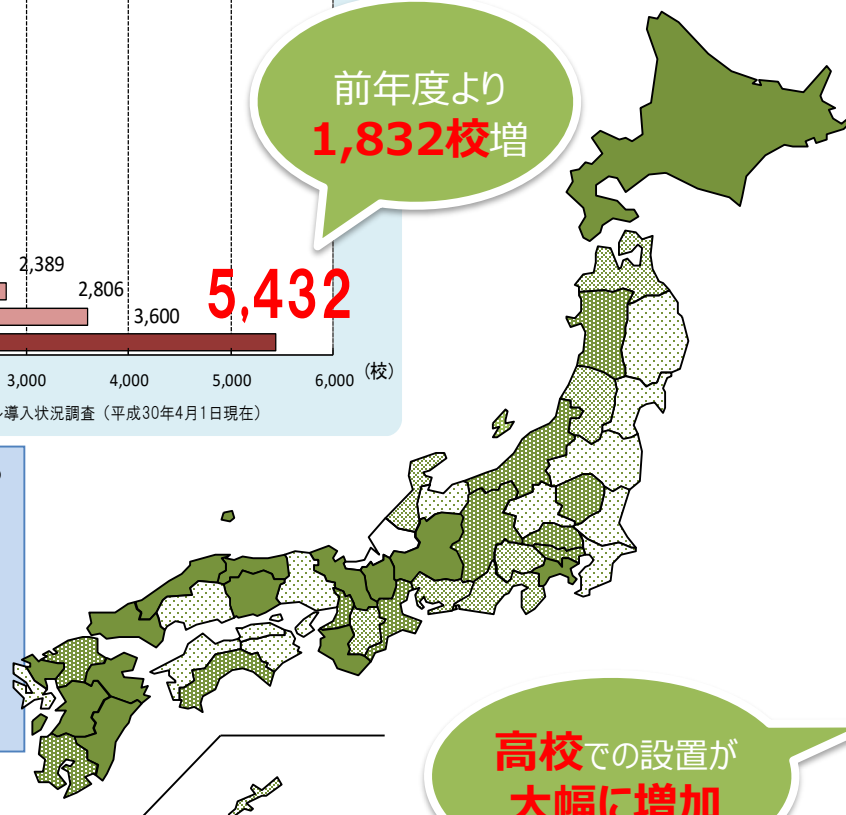 前年度より
1,832校増
2,389
2,806
5,432
3,600
3,000
4,000
5,000
6,000
(校)
導入状況調査（平成30年4月1日現在）
高校での設置が
大幅に増加